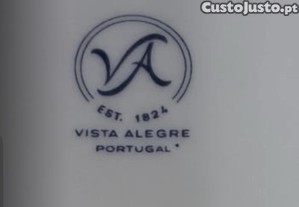 CustoJusto.pt
VA
EST. 1824
VISTA ALEGRE
PORTUGAL